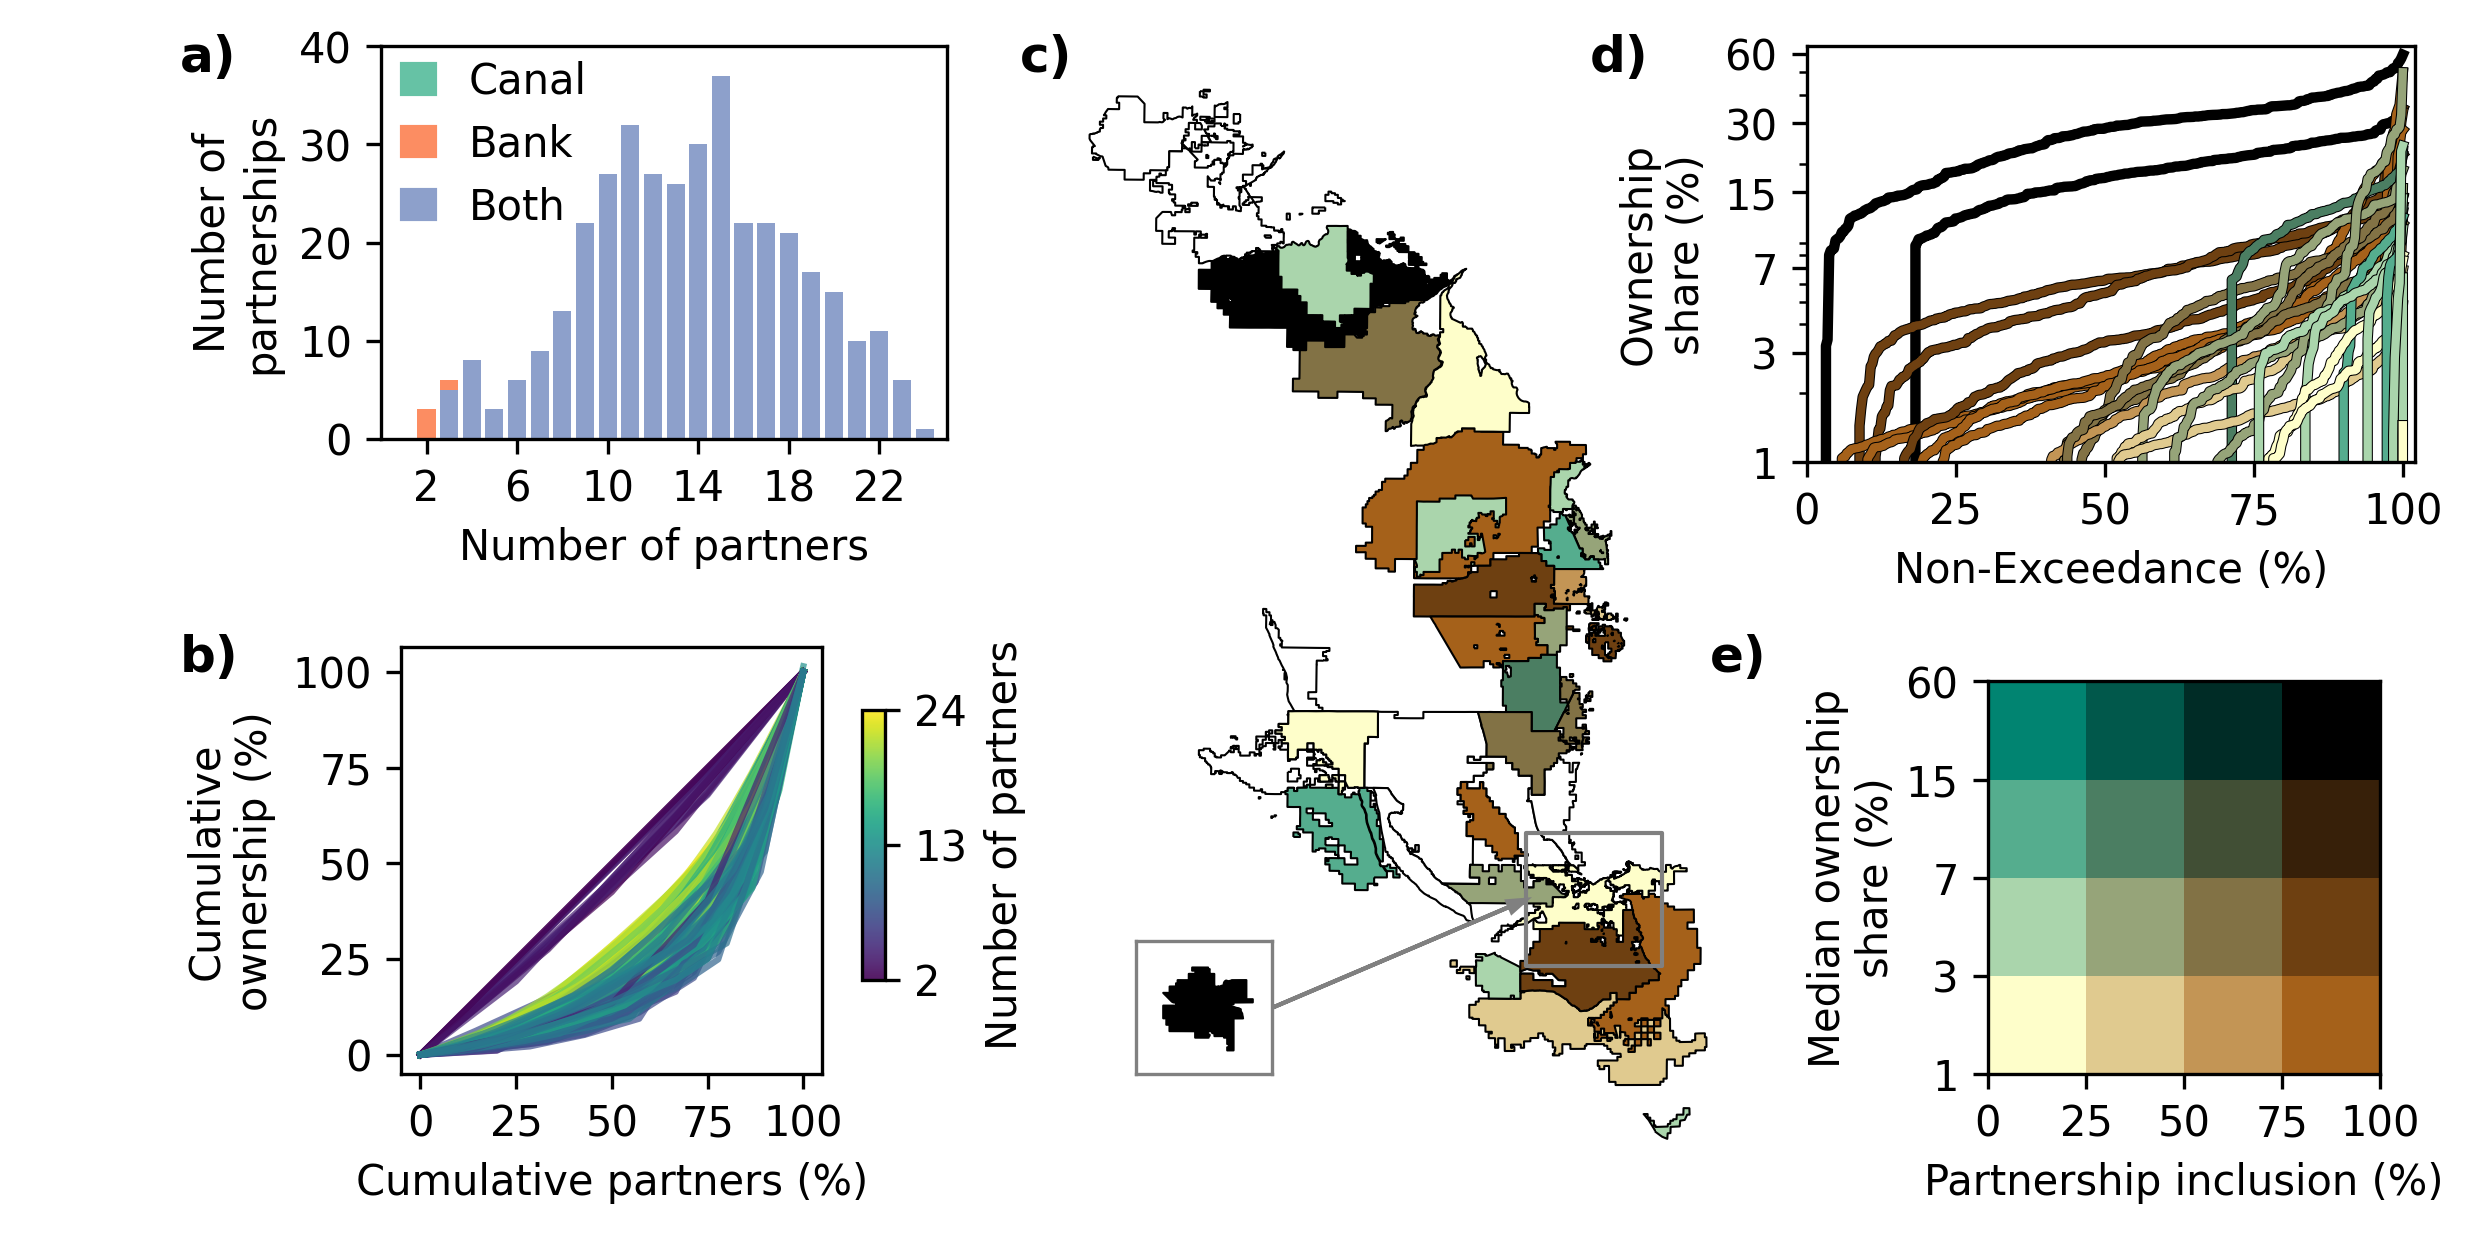 a)
Number of
partnerships
40
30
20
10
0
Canal
Bank
Both
2 6 10 14 18 22
Number of partners
b)
Cumulative
ownership (%)
100
75
50
25
0
0 25 50 75 100
Cumulative partners (%)
24
13
2
Number of partners
c)
d)
Ownership
share (%)
60
30
15
7
3
1
0 25 50 75 100
Non-Exceedance (%)
e)
Median ownership
share (%)
60
15
7
3
1
0 25 50 75 100
Partnership inclusion (%)